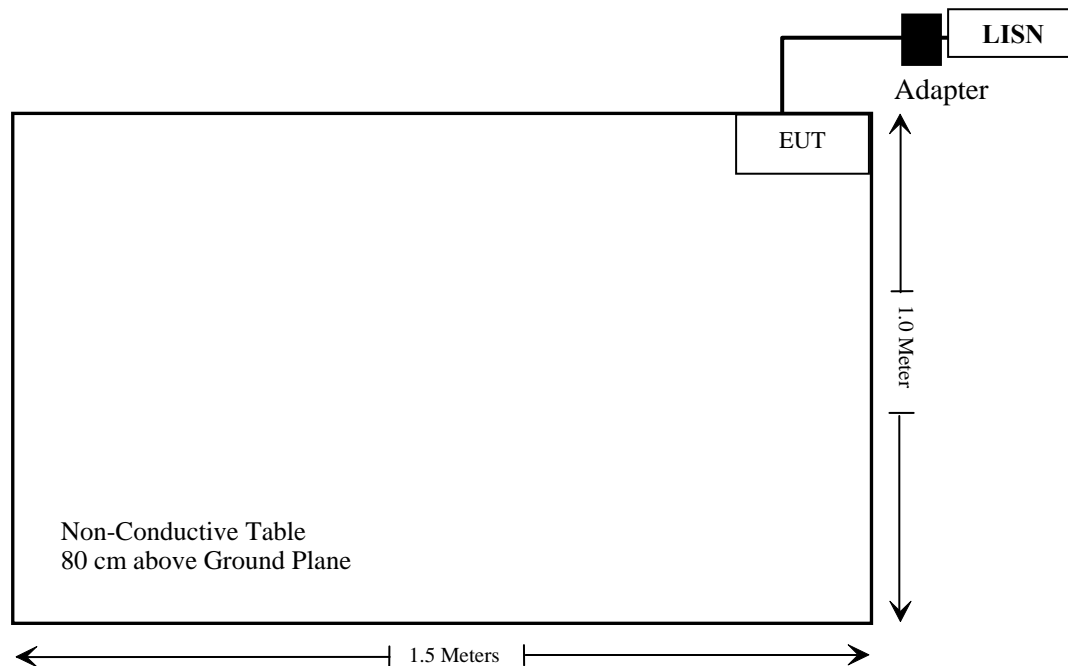 LISN
Adapter
EUT
1.0 Meter
Non-Conductive Table
80 cm above Ground Plane
1.5 Meters